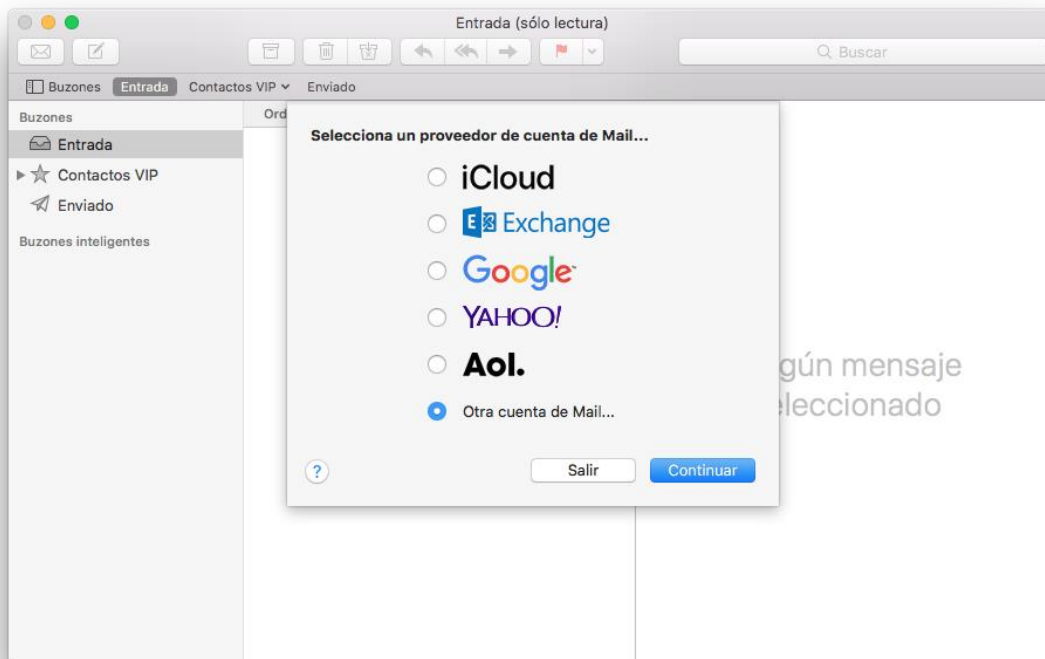 Entrada (sólo lectura)
Buscar
Buzones Entrada Contactos VIP Enviado
Buzones
Entrada
Contactos VIP
Enviado
Buzones inteligentes
Ord
Selecciona un proveedor de cuenta de Mail...
iCloud
E Exchange
Google
YAHOO!
Aol.
Otra cuenta de Mail...
? Salir Continuar
gún mensaje
eleccionado